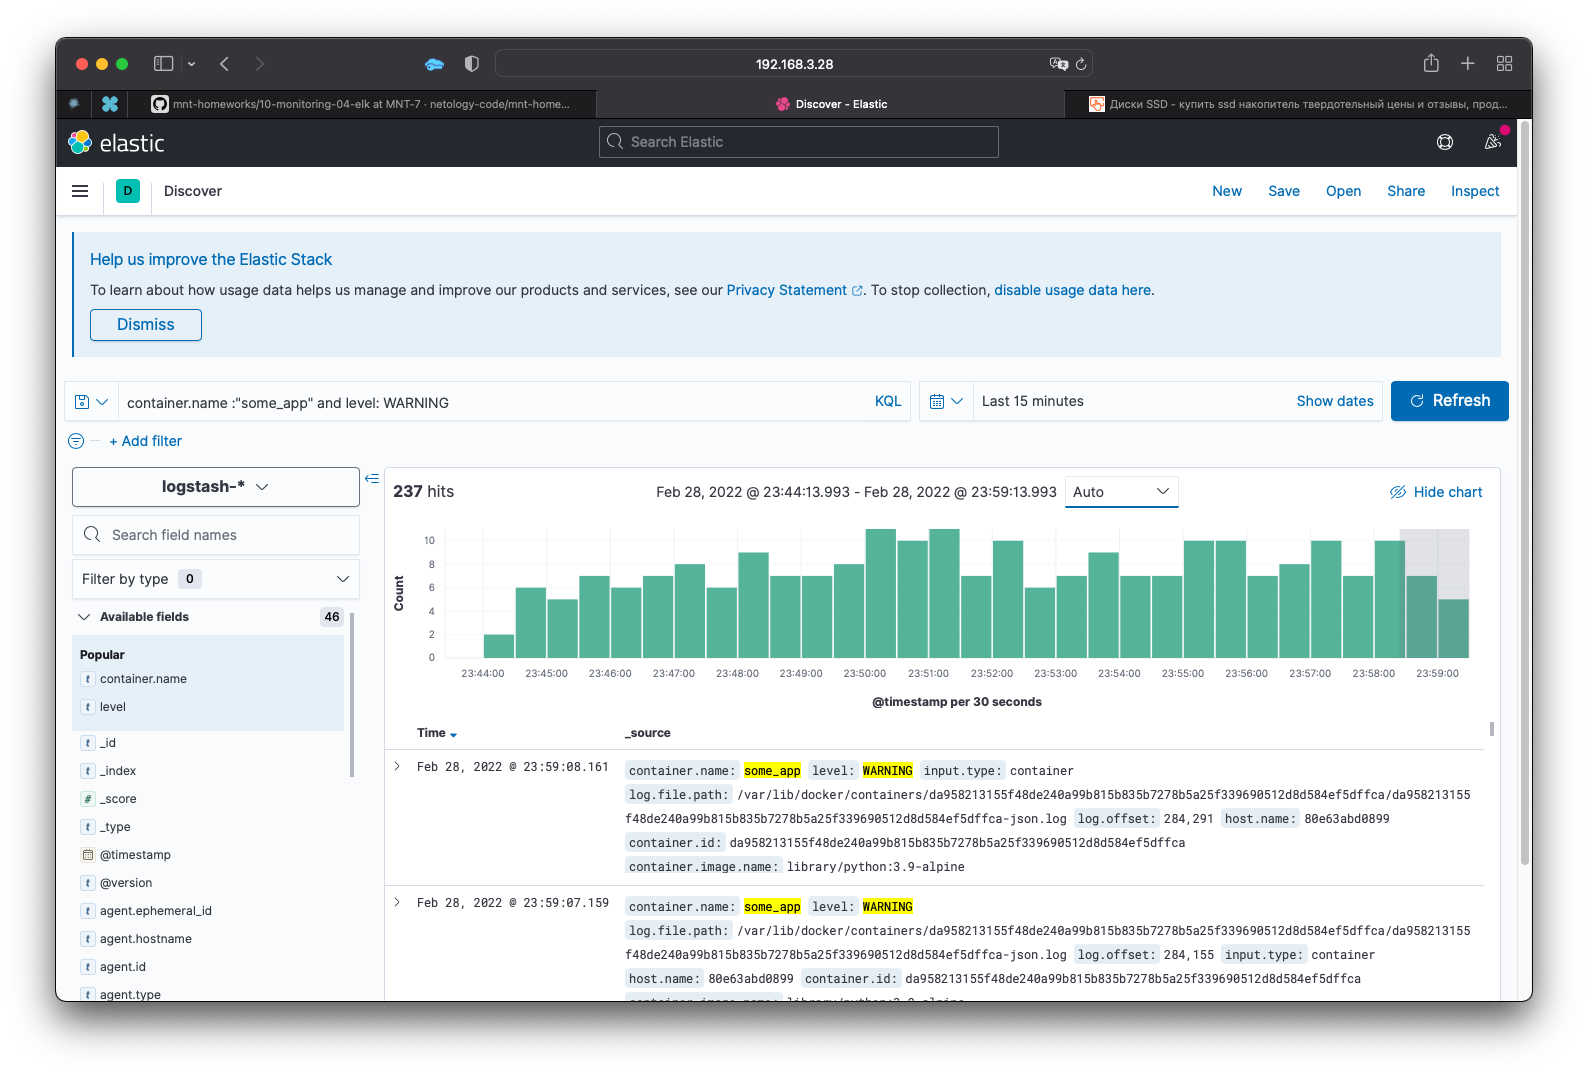 192.168.3.28
mnt-homeworks/10-monitoring-04-elk at MNT-7 · netology-code/mnt-home...
Discover - Elastic
Диски SSD - купить ssd накопитель твердотельный цены и отзывы, прод...
elastic
Search Elastic
D
Discover
New
Save
Open
Share
Inspect
Help us improve the Elastic Stack
To learn about how usage data helps us manage and improve our products and services, see our Privacy Statement. To stop collection, disable usage data here.
Dismiss
container.name :"some_app" and level: WARNING
KQL
Last 15 minutes
Show dates
Refresh
+ Add filter
logstash-*
Search field names
Filter by type 0
Available fields 46
Popular
t container.name
t level
t _id
t _index
# _score
t _type
@timestamp
t @version
t agent.ephemeral_id
t agent.hostname
t agent.id
t agent.type
237 hits
Feb 28, 2022 @ 23:44:13.993 - Feb 28, 2022 @ 23:59:13.993
Auto
Hide chart
Count
10
8
6
4
2
0
23:44:00 23:45:00 23:46:00 23:47:00 23:48:00 23:49:00 23:50:00 23:51:00 23:52:00 23:53:00 23:54:00 23:55:00 23:56:00 23:57:00 23:58:00 23:59:00
@timestamp per 30 seconds
Time _source
Feb 28, 2022 @ 23:59:08.161
container.name: some_app level: WARNING input.type: container
log.file.path: /var/lib/docker/containers/da958213155f48de240a99b815b835b7278b5a25f339690512d8d584ef5dffca/da958213155
f48de240a99b815b835b7278b5a25f339690512d8d584ef5dffca-json.log log.offset: 284,291 host.name: 80e63abd0899
container.id: da958213155f48de240a99b815b835b7278b5a25f339690512d8d584ef5dffca
container.image.name: library/python:3.9-alpine
Feb 28, 2022 @ 23:59:07.159
container.name: some_app level: WARNING
log.file.path: /var/lib/docker/containers/da958213155f48de240a99b815b835b7278b5a25f339690512d8d584ef5dffca/da958213155
f48de240a99b815b835b7278b5a25f339690512d8d584ef5dffca-json.log log.offset: 284,155 input.type: container
host.name: 80e63abd0899 container.id: da958213155f48de240a99b815b835b7278b5a25f339690512d8d584ef5dffca
container.image.name: library/python:3.9-alpine